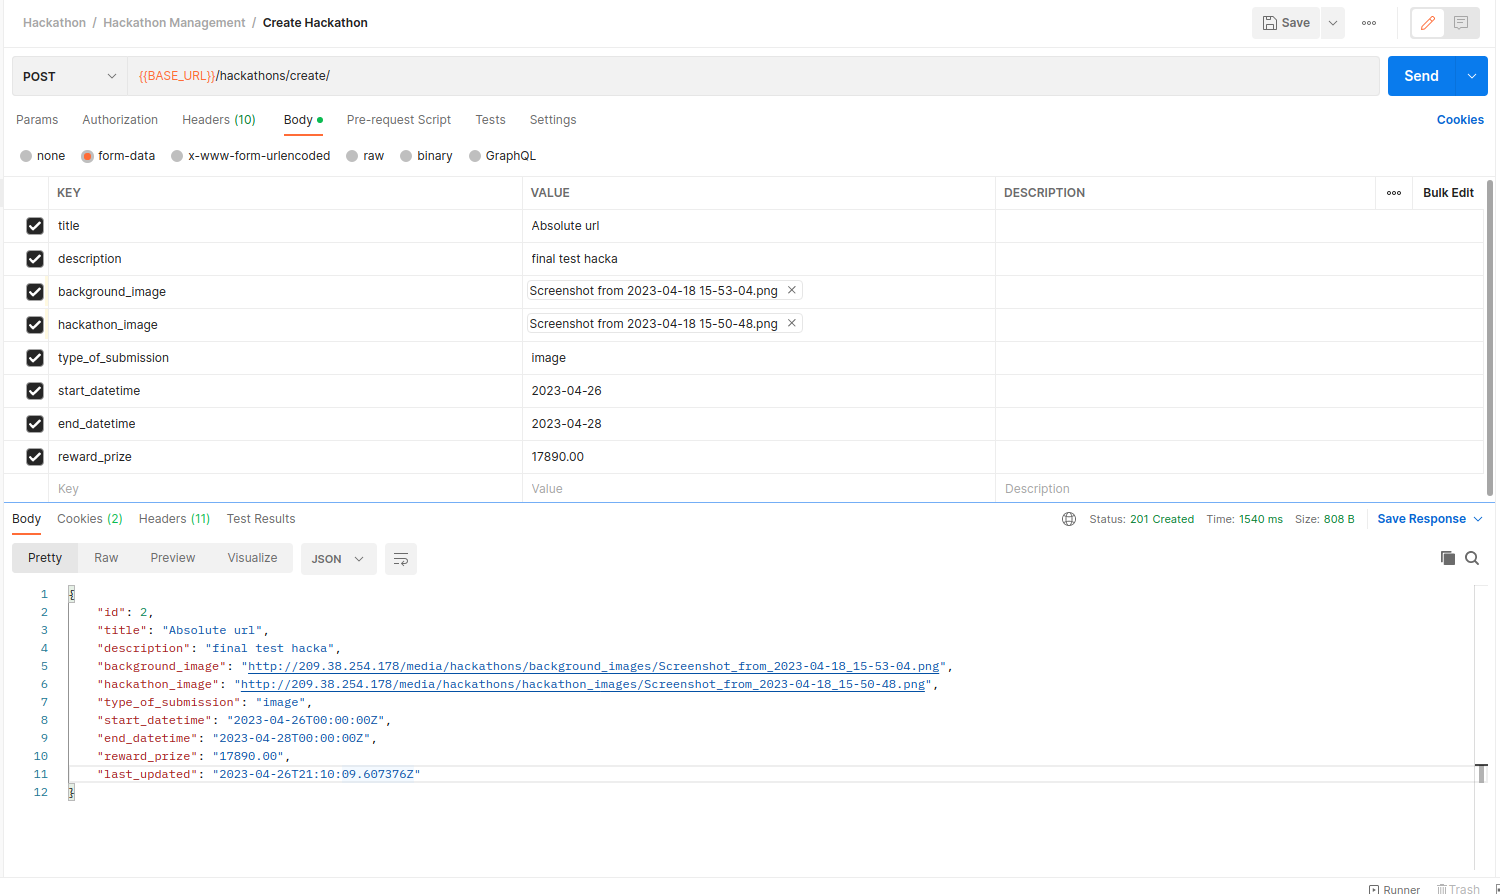 Hackathon / Hackathon Management / Create Hackathon Save
POST {{BASE_URL}}/hackathons/create/ Send
Params Authorization Headers (10) Body Pre-request Script Tests Settings Cookies
none form-data x-www-form-urlencoded raw binary GraphQL
KEY VALUE DESCRIPTION Bulk Edit
title Absolute url
description final test hacka
background_image Screenshot from 2023-04-18 15-53-04.png
hackathon_image Screenshot from 2023-04-18 15-50-48.png
type_of_submission image
start_datetime 2023-04-26
end_datetime 2023-04-28
reward_prize 17890.00
Key Value Description
Body Cookies (2) Headers (11) Test Results Status: 201 Created Time: 1540 ms Size: 808 B Save Response
Pretty Raw Preview Visualize JSON
1 {
2 "id": 2,
3 "title": "Absolute url",
4 "description": "final test hacka",
5 "background_image": "http://209.38.254.178/media/hackathons/background_images/Screenshot_from_2023-04-18_15-53-04.png",
6 "hackathon_image": "http://209.38.254.178/media/hackathons/hackathon_images/Screenshot_from_2023-04-18_15-50-48.png",
7 "type_of_submission": "image",
8 "start_datetime": "2023-04-26T00:00:00Z",
9 "end_datetime": "2023-04-28T00:00:00Z",
10 "reward_prize": "17890.00",
11 "last_updated": "2023-04-26T21:10:09.607376Z"
12 }
Runner Trash